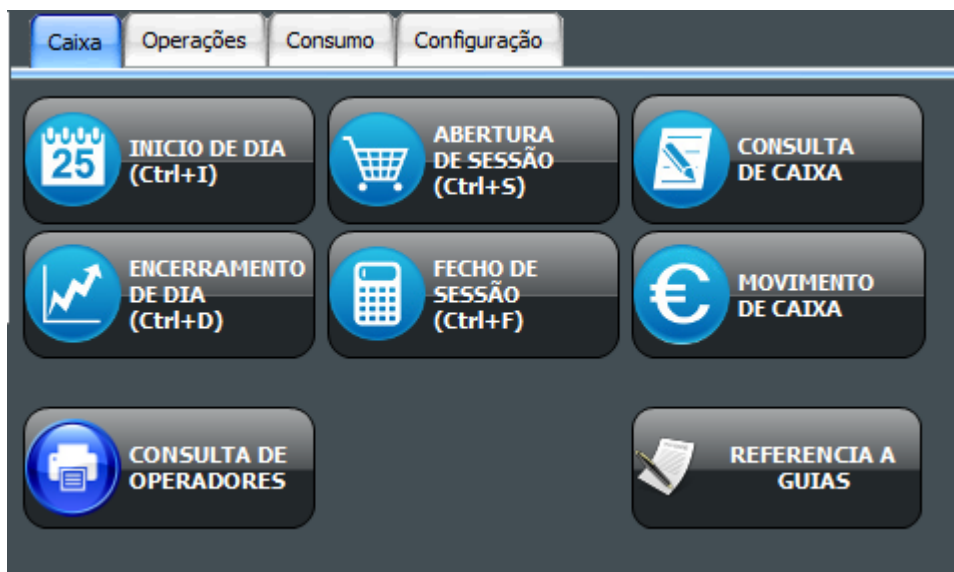 Caixa Operações Consumo Configuração
25
INICIO DE DIA
(Ctrl+I)
ABERTURA
DE SESSÃO
(Ctrl+S)
CONSULTA
DE CAIXA
ENCERRAMENTO
DE DIA
(Ctrl+D)
FECHO DE
SESSÃO
(Ctrl+F)
€
MOVIMENTO
DE CAIXA
CONSULTA DE
OPERADORES
REFERENCIA A
GUIAS